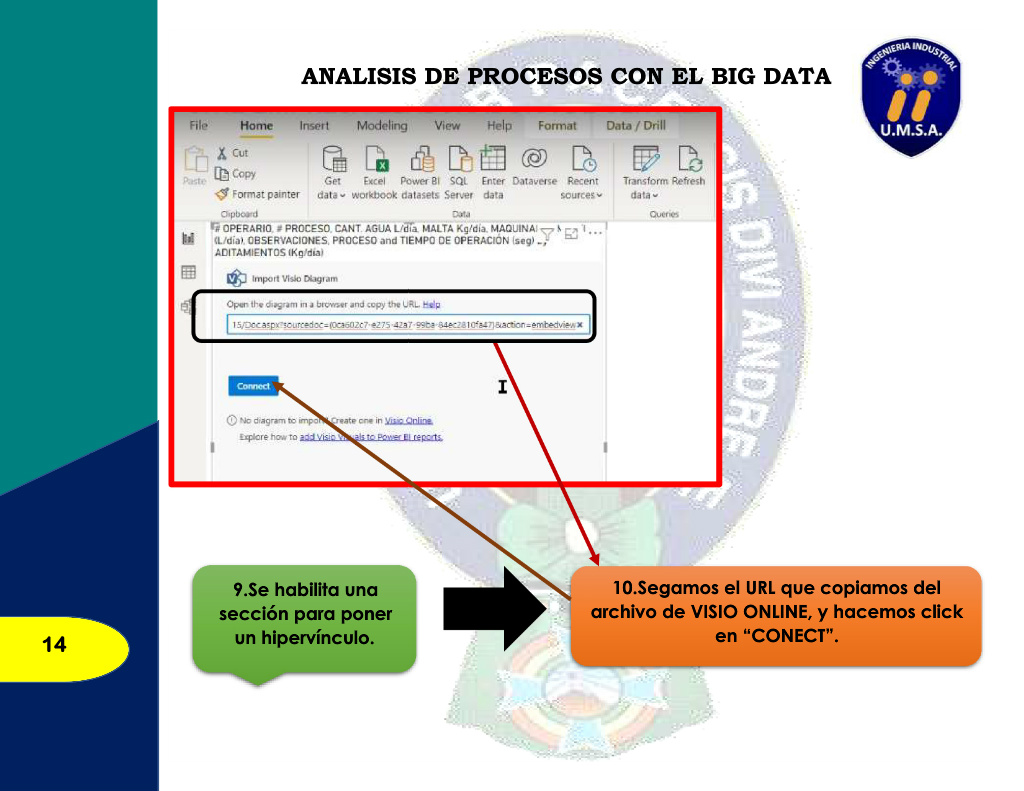 ANALISIS DE PROCESOS CON EL BIG DATA
INGENIERIA INDUSTRIAL
U.M.S.A.
File Home Insert Modeling View Help Format Data / Drill
Paste
Cut
Copy
Format painter
Get data
Excel workbook
Power BI datasets
SQL Server
Enter data
Dataverse
Recent sources
Transform data
Refresh
Clipboard Data Queries
# OPERARIO, # PROCESO, CANT. AGUA L/día, MALTA Kg/día, MAQUINA
(L/día), OBSERVACIONES, PROCESO and TIEMPO DE OPERACIÓN (seg)
ADITAMIENTOS (Kg/día)
Import Visio Diagram
Open the diagram in a browser and copy the URL. Help
15/Doc.aspx?sourcedoc={0ca602c7-e275-42a7-99ba-84ec2810fa47}&action=embedview
Connect
No diagram to import? Create one in Visio Online.
Explore how to add Visio Visuals to Power BI reports.
9.Se habilita una
sección para poner
un hipervínculo.
10.Segamos el URL que copiamos del
archivo de VISIO ONLINE, y hacemos click
en “CONECT”.
14